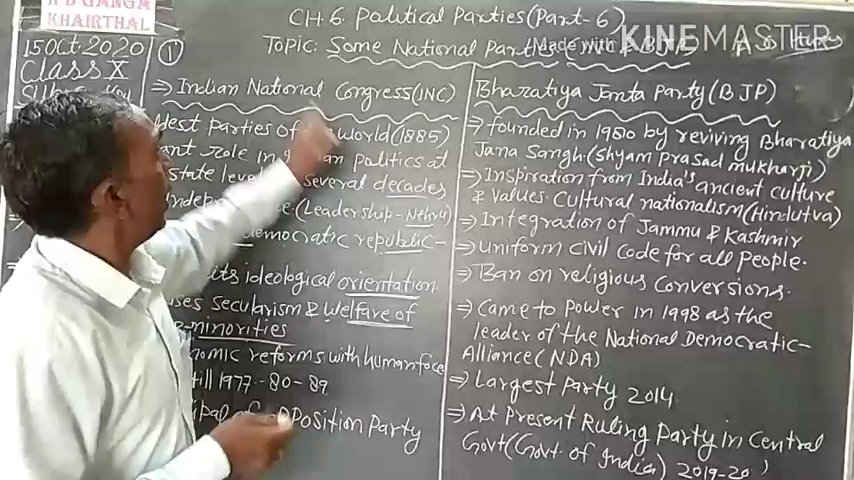 KHAIRTHAL
CH.6. Political Parties (Part-6)
TOPIC: Some National Parties
Made with KINEMASTER
15 Oct. 2020
Class X
①
⇒ Indian National Congress (INC)
dest Parties of world (1885)
ant role in an politics at
state level several decades
(Leadership - Nehru)
democratic republic-
its ideological orientation
ses secularism & welfare of
minorities
nomic reforms with human face
till 1977-80-89
opposition Party
Bharatiya Janta Party (BJP)
⇒ founded in 1980 by reviving Bharatiya
Jana Sangh. (Shyam Prasad mukharji)
⇒ Inspiration from India's ancient culture
& values. Cultural nationalism (Hindutva)
⇒ Integration of Jammu & Kashmir
⇒ uniform civil code for all people.
⇒ Ban on religious conversions.
⇒ Came to Power in 1998 as the
leader of the National Democratic-
Alliance (NDA)
⇒ Largest Party 2014
⇒ At Present Ruling Party in Central
Govt (Govt. of India) 2019-20